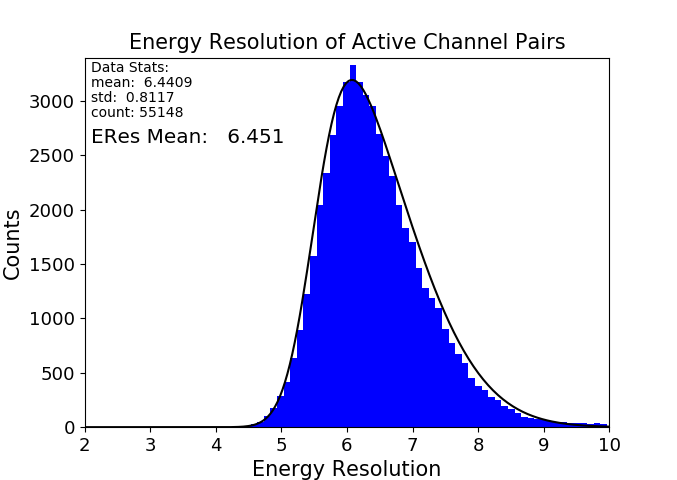 Energy Resolution of Active Channel Pairs
Data Stats:
mean: 6.4409
std: 0.8117
count: 55148
ERes Mean: 6.451
Counts
3000
2500
2000
1500
1000
500
0
2 3 4 5 6 7 8 9 10
Energy Resolution